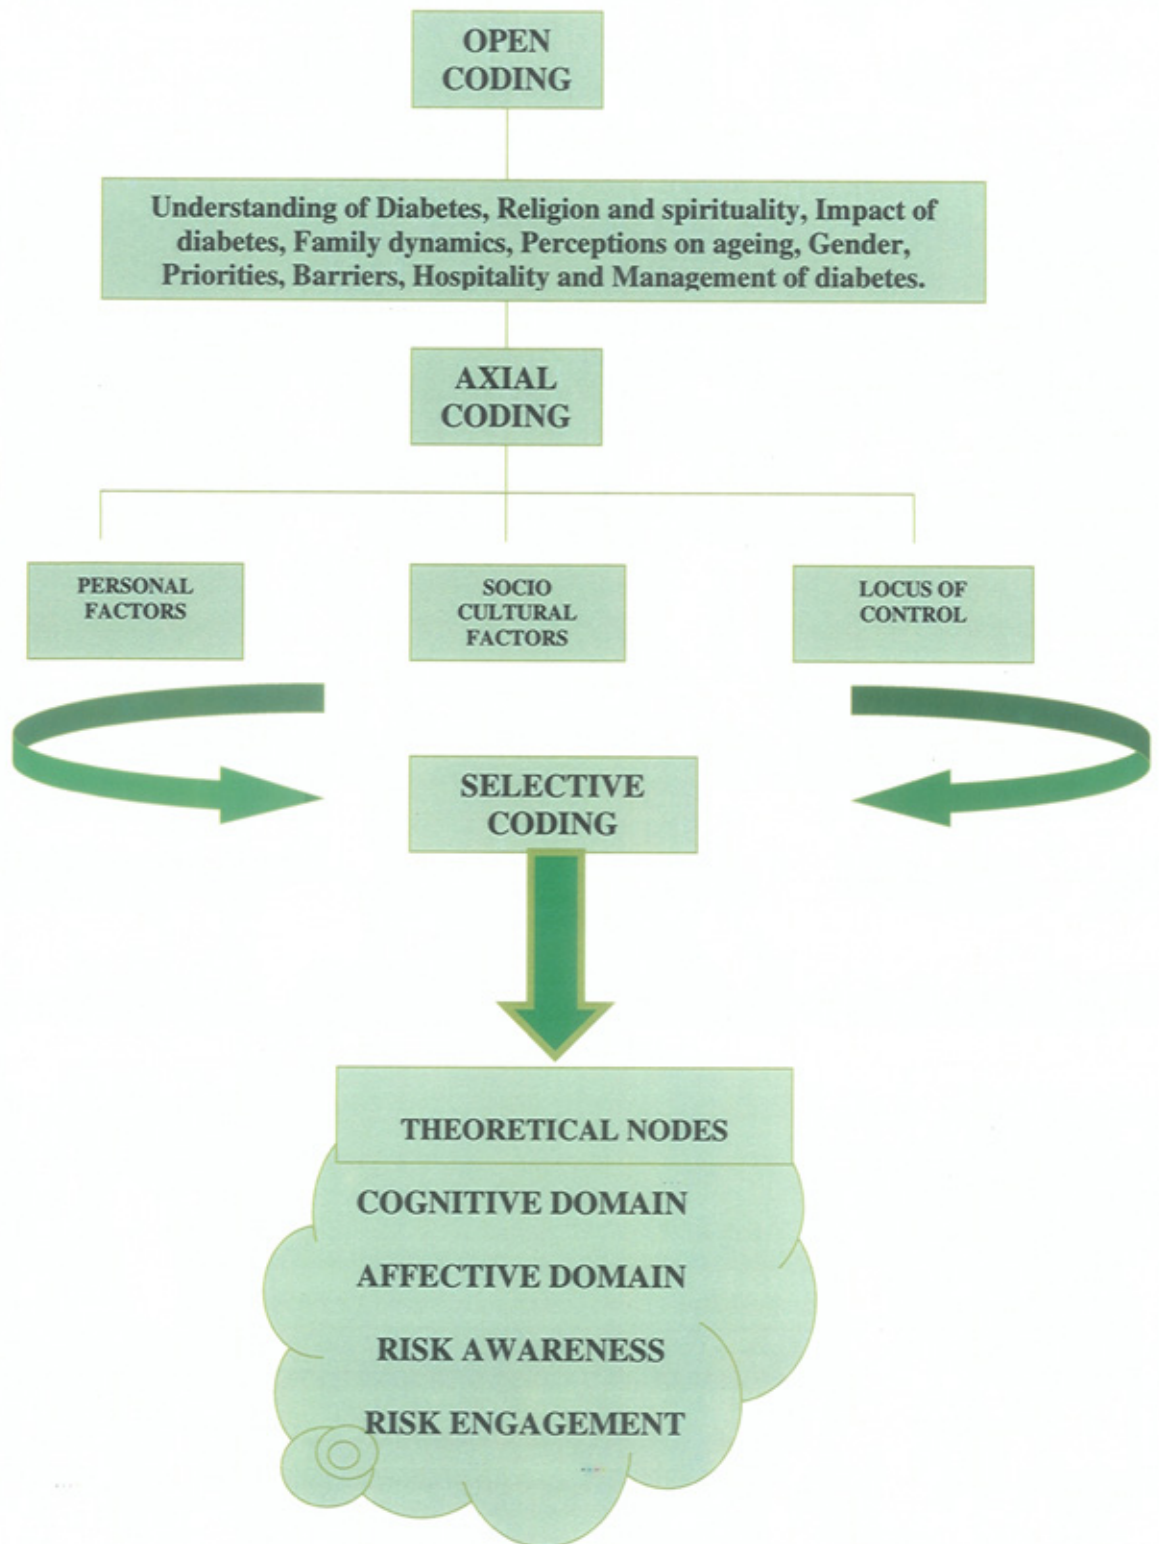 OPEN
CODING
Understanding of Diabetes, Religion and spirituality, Impact of
diabetes, Family dynamics, Perceptions on ageing, Gender,
Priorities, Barriers, Hospitality and Management of diabetes.
AXIAL
CODING
PERSONAL
FACTORS
SOCIO
CULTURAL
FACTORS
LOCUS OF
CONTROL
SELECTIVE
CODING
THEORETICAL NODES
COGNITIVE DOMAIN
AFFECTIVE DOMAIN
RISK AWARENESS
RISK ENGAGEMENT